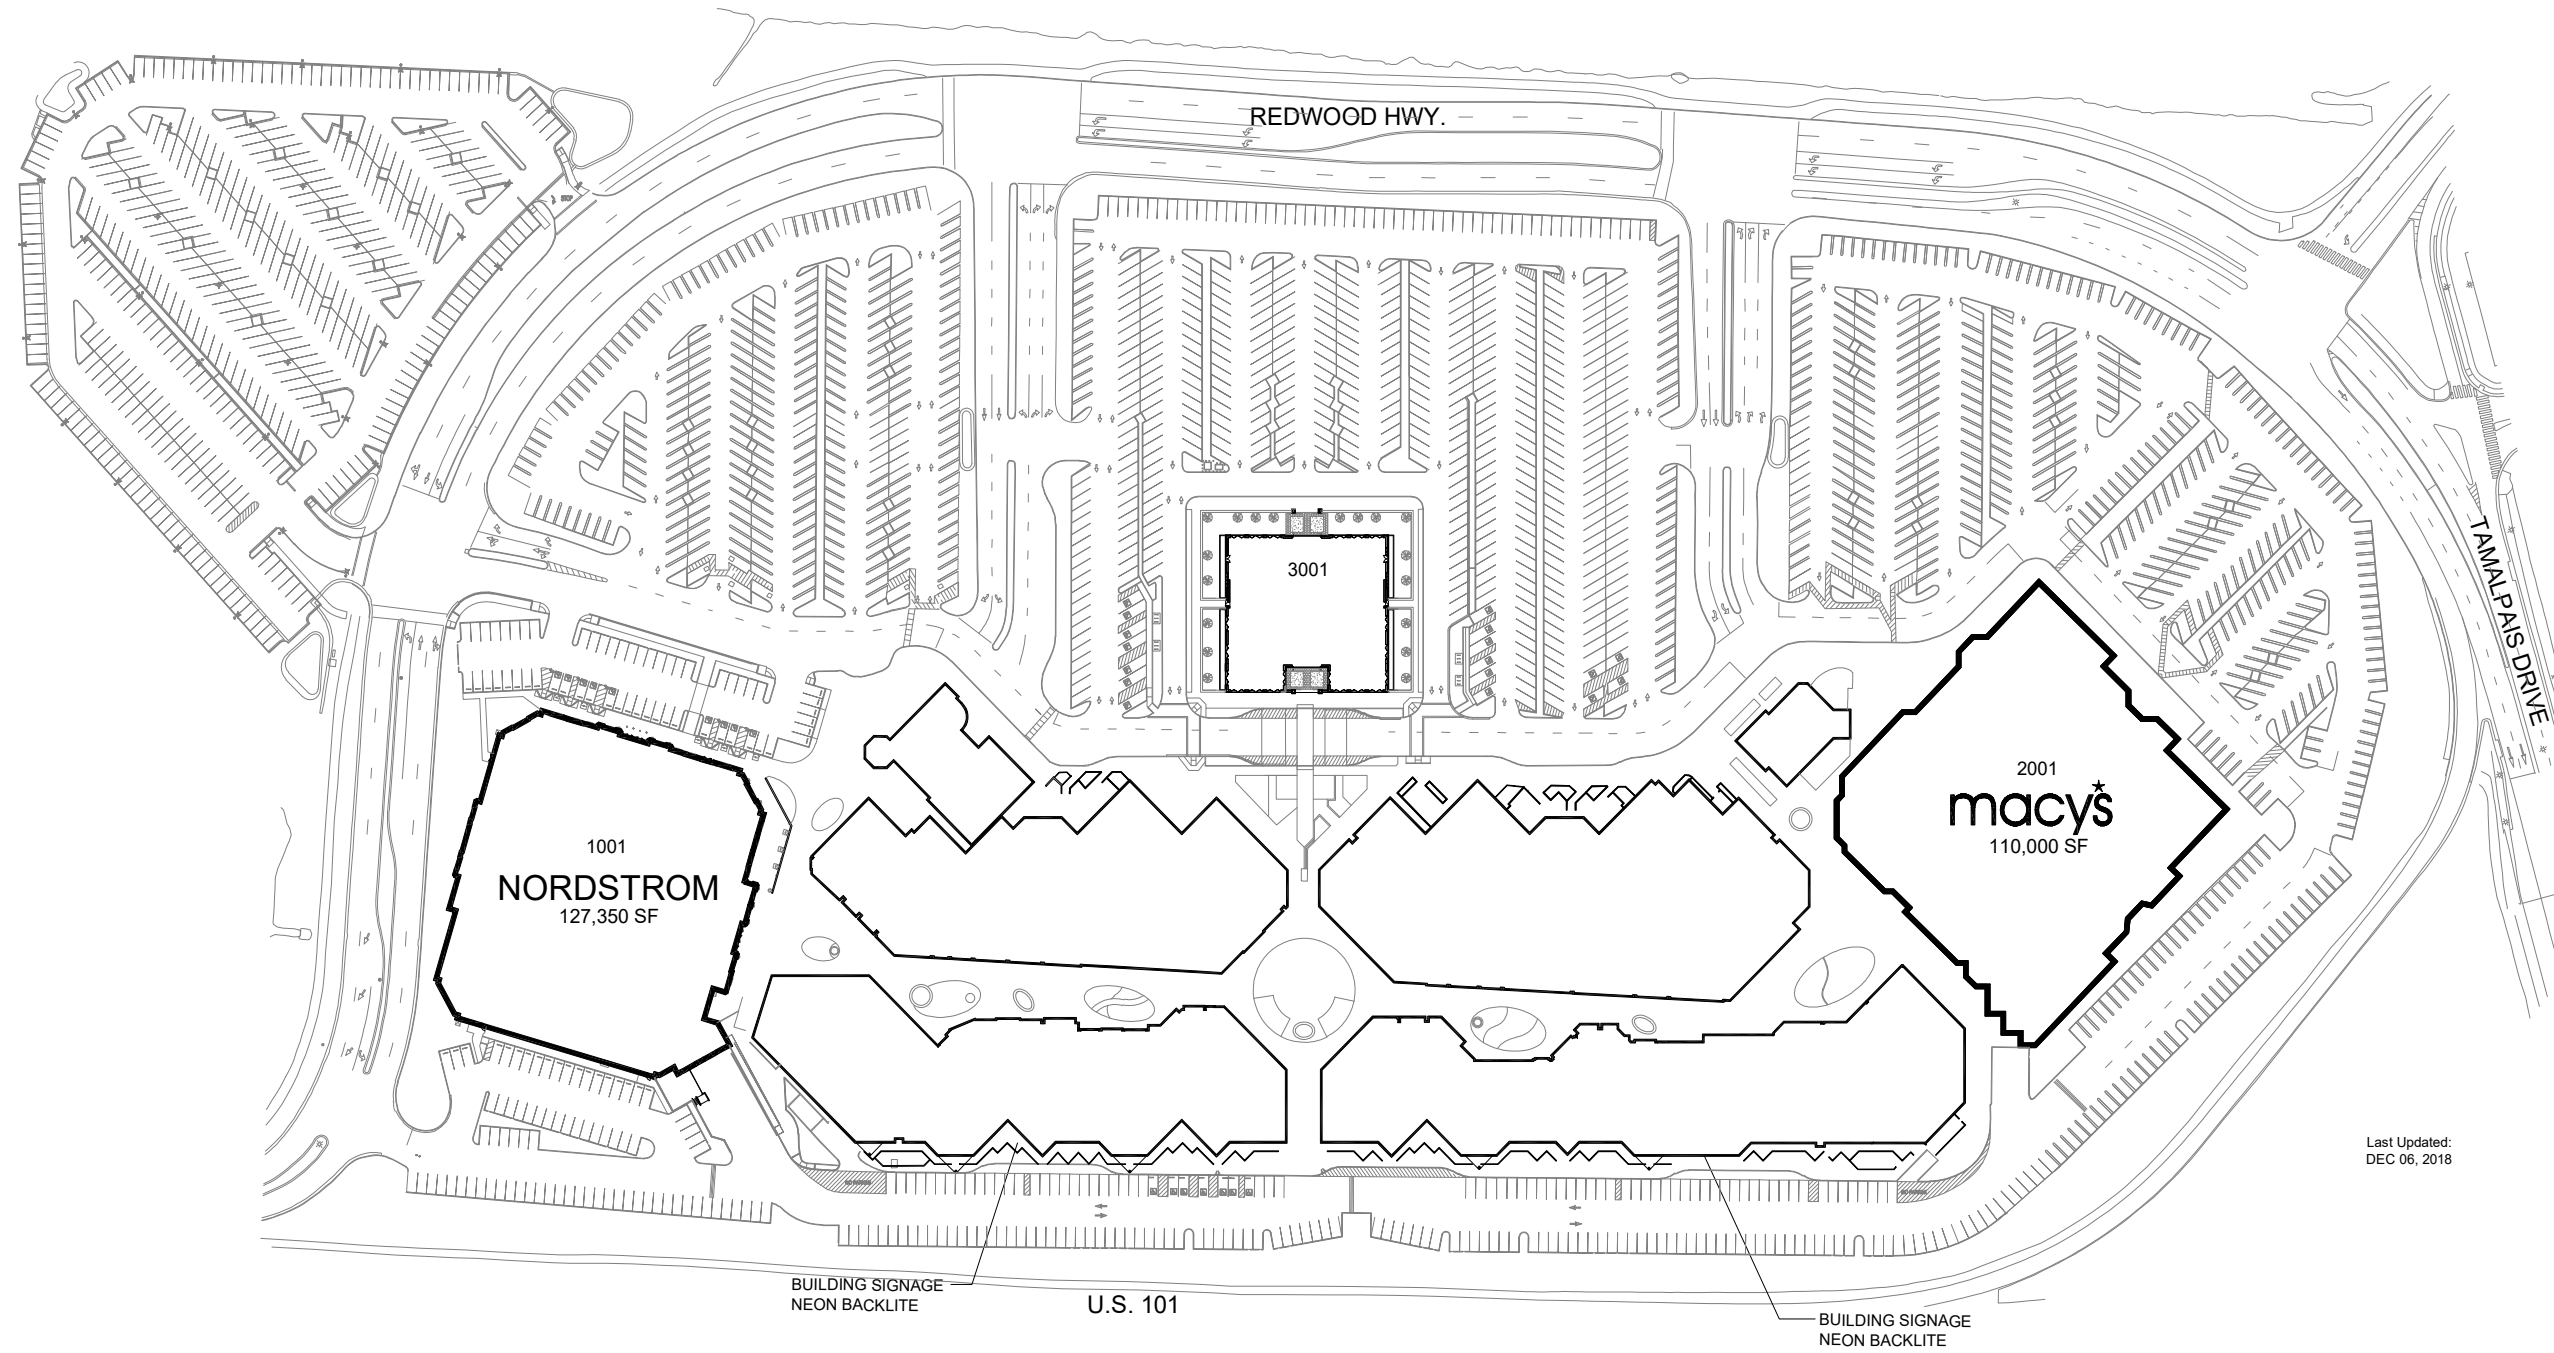 REDWOOD HWY.
3001
TAMALPAIS DRIVE
2001
macy's
110,000 SF
1001
NORDSTROM
127,350 SF
Last Updated:
DEC 06, 2018
BUILDING SIGNAGE
NEON BACKLITE
U.S. 101
BUILDING SIGNAGE
NEON BACKLITE